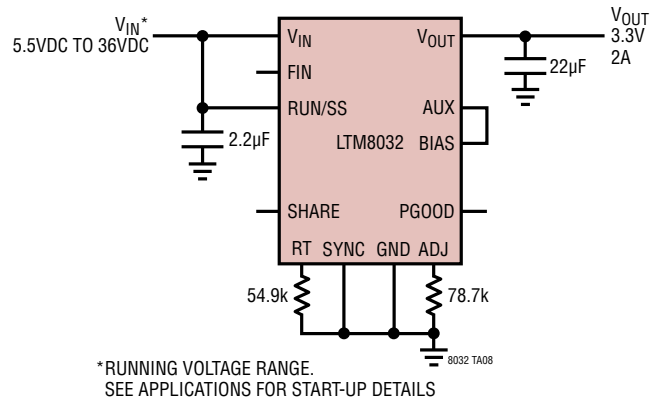 VIN*
5.5VDC TO 36VDC
VIN
VOUT
VOUT
3.3V
2A
FIN
22µF
RUN/SS
AUX
2.2µF
LTM8032
BIAS
SHARE
PGOOD
RT SYNC GND ADJ
54.9k
78.7k
8032 TA08
*RUNNING VOLTAGE RANGE.
SEE APPLICATIONS FOR START-UP DETAILS